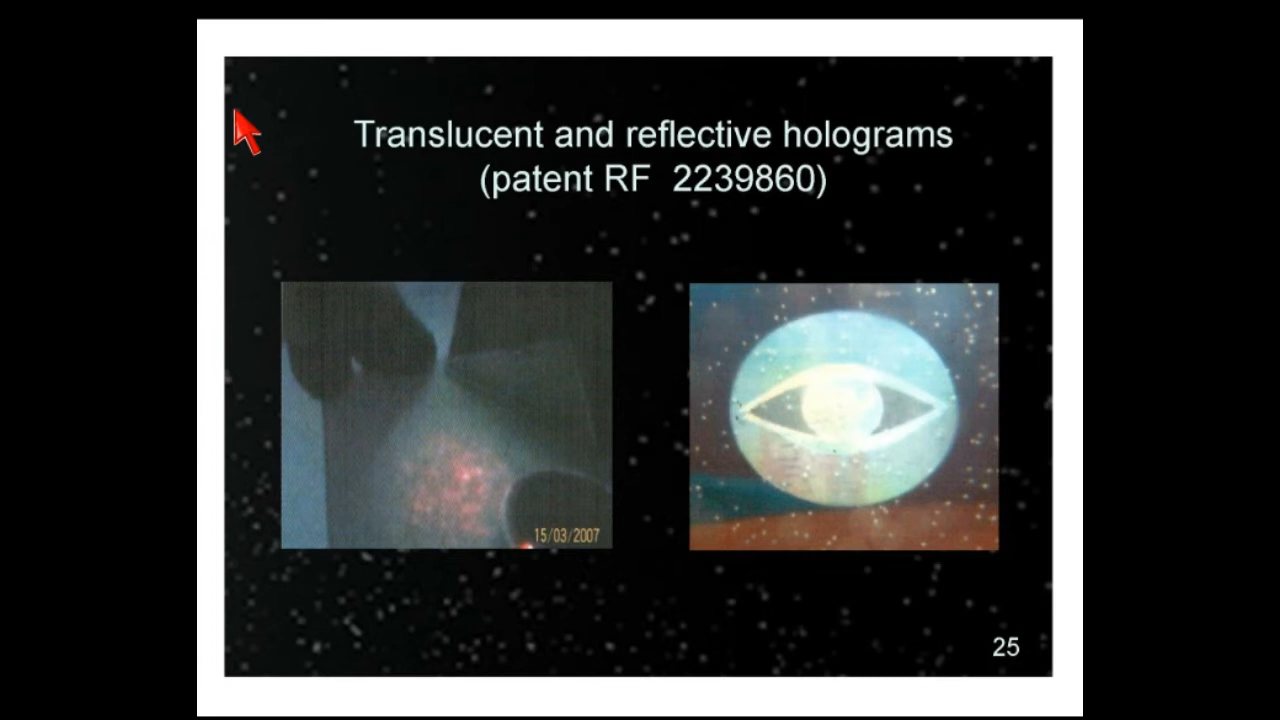 Translucent and reflective holograms
(patent RF 2239860)
15/03/2007
25